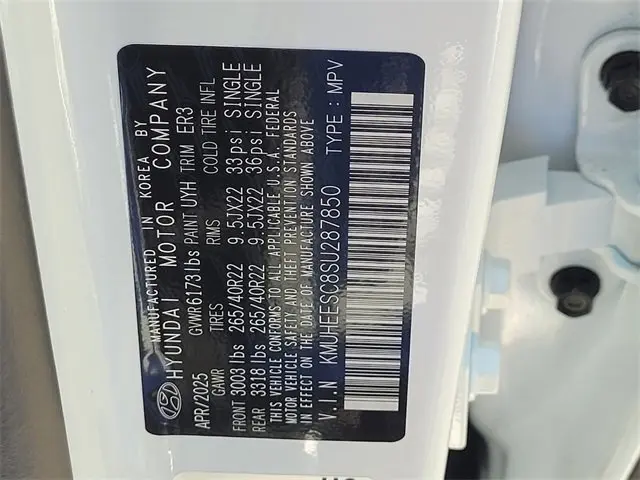 MANUFACTURED IN KOREA BY
HYUNDAI MOTOR COMPANY
APR/2025 GVWR 6173 lbs PAINT UYH TRIM ER3
GAWR TIRES RIMS COLD TIRE INFL
FRONT 3003 lbs 265/40R22 9.5JX22 33psi SINGLE
REAR 3318 lbs 265/40R22 9.5JX22 36psi SINGLE
THIS VEHICLE CONFORMS TO ALL APPLICABLE U.S.A. FEDERAL
MOTOR VEHICLE SAFETY AND THEFT PREVENTION STANDARDS
IN EFFECT ON THE DATE OF MANUFACTURE SHOWN ABOVE
V.I.N KMUHEESC8SU287850 TYPE : MPV